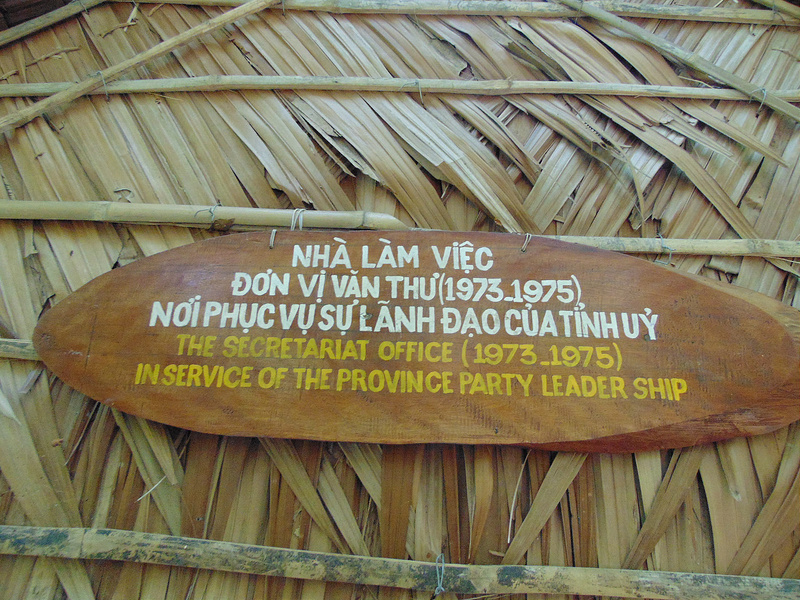 NHÀ LÀM VIỆC
ĐƠN VỊ VĂN THƯ(1973_1975)
NƠI PHỤC VỤ SỰ LÃNH ĐẠO CỦA TỈNH UỶ
THE SECRETARIAT OFFICE (1973_1975)
IN SERVICE OF THE PROVINCE PARTY LEADER SHIP